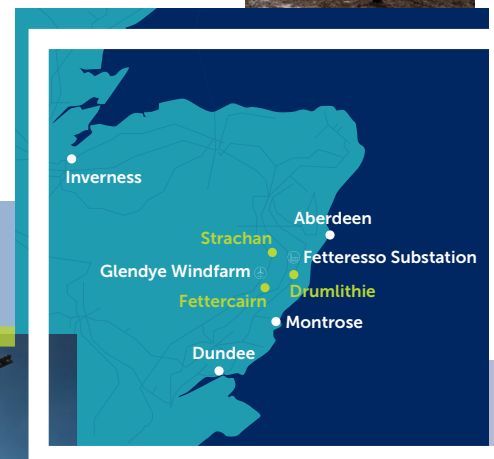 Inverness
Aberdeen
Strachan
Fetteresso Substation
Glendye Windfarm
Drumlithie
Fettercairn
Montrose
Dundee